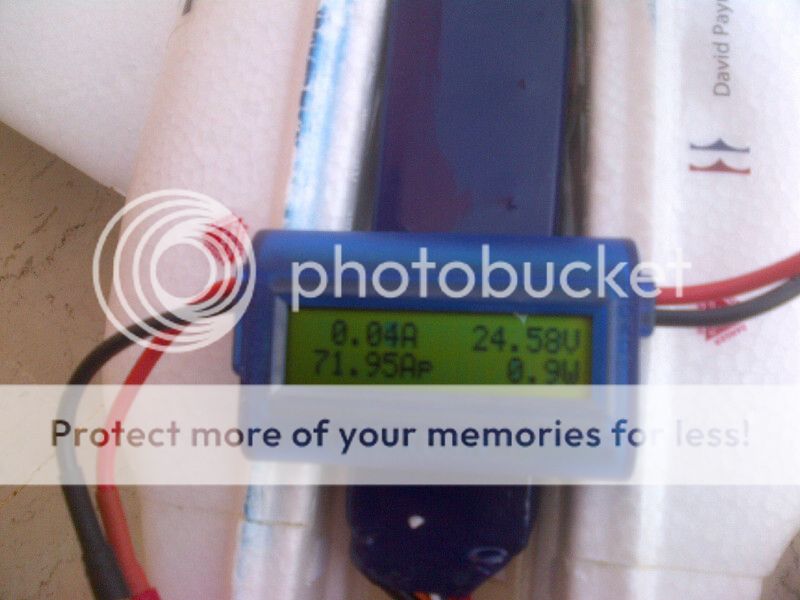 David Pay
photobucket
0.04A 24.58V
71.95Ap 0.9W
Protect more of your memories for less!